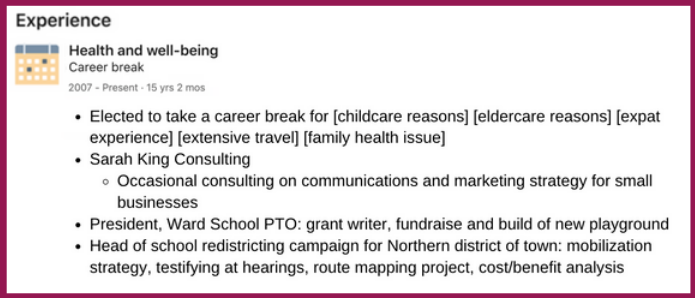 Experience
Health and well-being
Career break
2007 - Present · 15 yrs 2 mos
• Elected to take a career break for [childcare reasons] [eldercare reasons] [expat
experience] [extensive travel] [family health issue]
• Sarah King Consulting
○ Occasional consulting on communications and marketing strategy for small
businesses
• President, Ward School PTO: grant writer, fundraise and build of new playground
• Head of school redistricting campaign for Northern district of town: mobilization
strategy, testifying at hearings, route mapping project, cost/benefit analysis